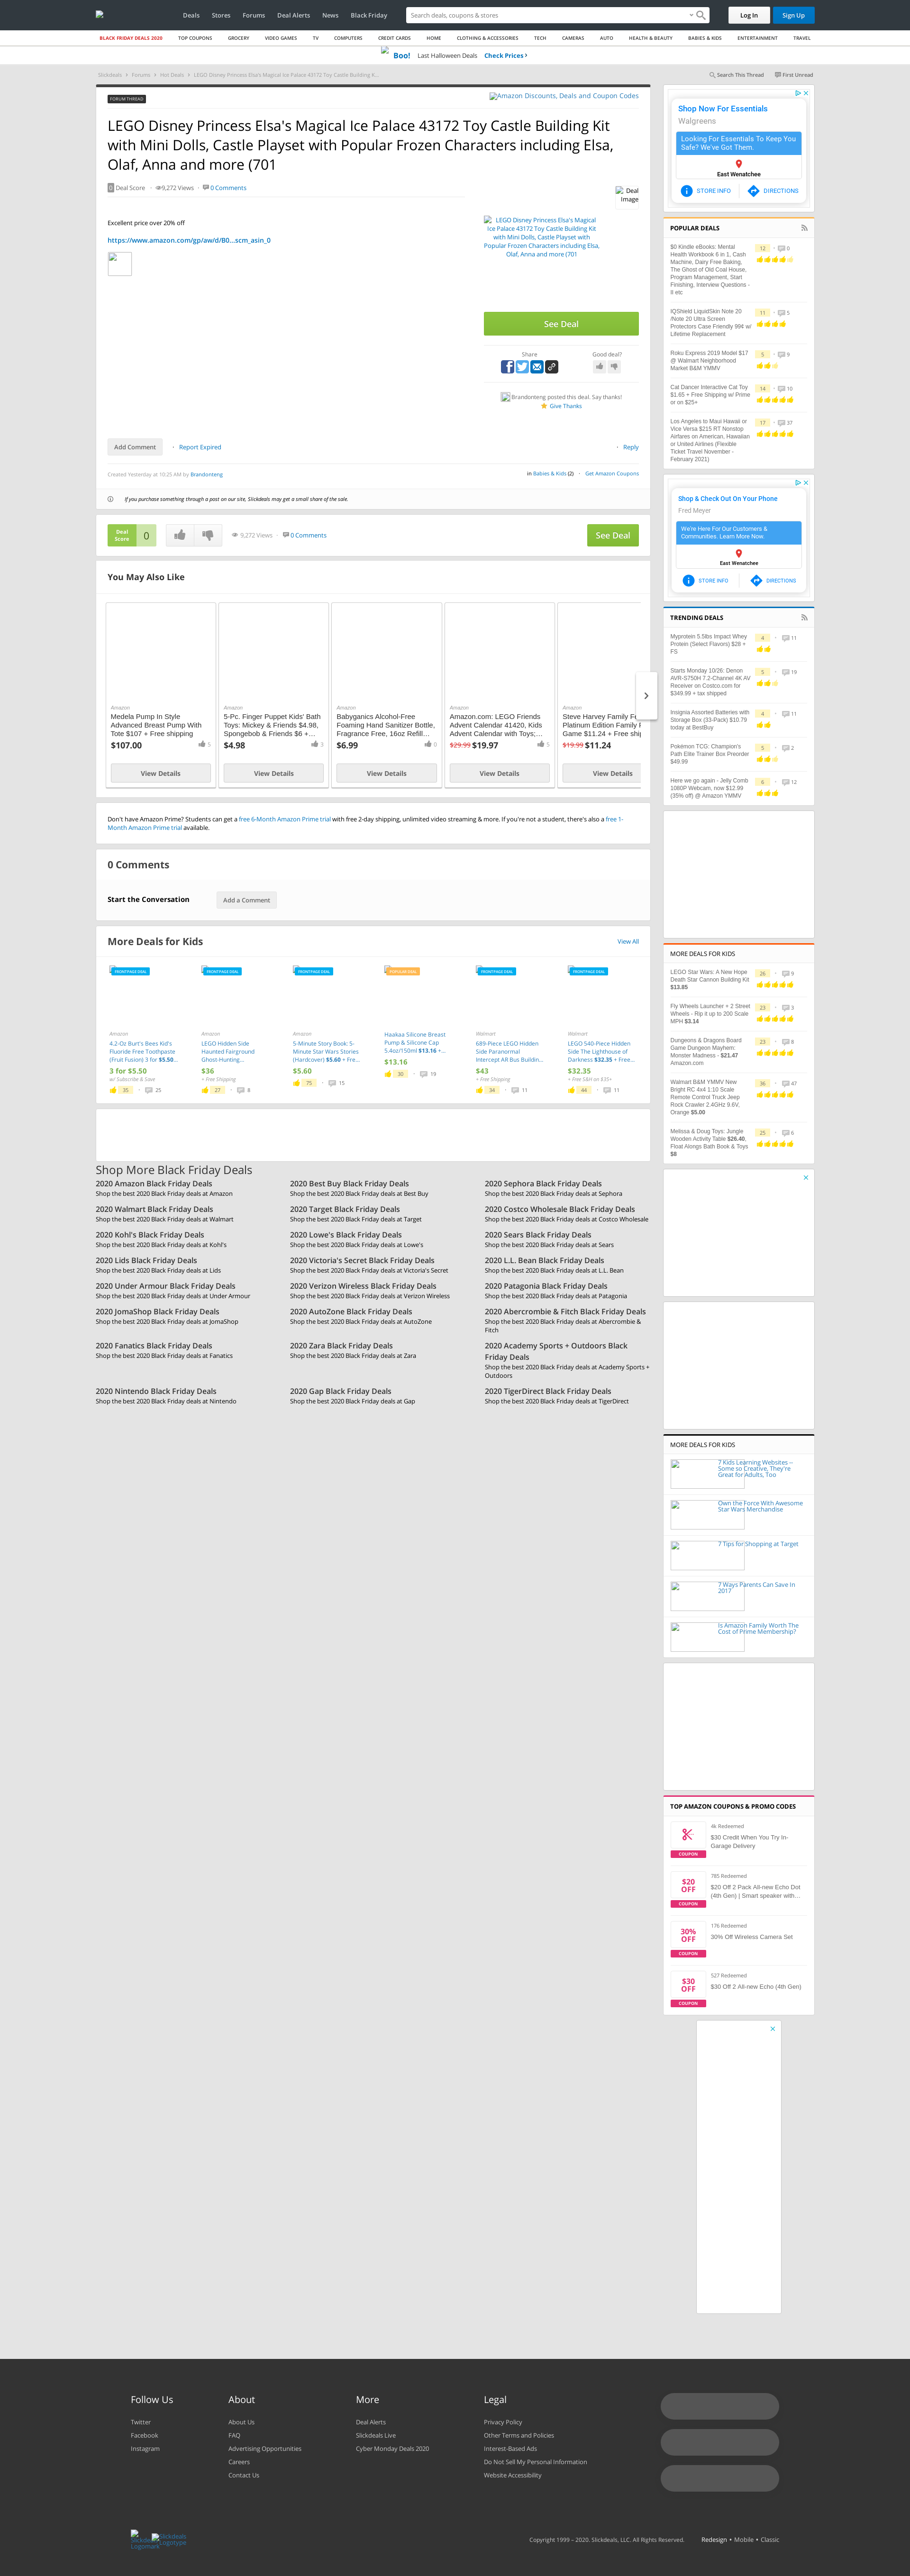 Deals Stores Forums Deal Alerts News Black Friday
Search deals, coupons & stores
Log In
Sign Up
BLACK FRIDAY DEALS 2020 TOP COUPONS GROCERY VIDEO GAMES TV COMPUTERS CREDIT CARDS HOME CLOTHING & ACCESSORIES TECH CAMERAS AUTO HEALTH & BEAUTY BABIES & KIDS ENTERTAINMENT TRAVEL
Boo! Last Halloween Deals Check Prices ›
Slickdeals › Forums › Hot Deals › LEGO Disney Princess Elsa's Magical Ice Palace 43172 Toy Castle Building K...
Search This Thread
First Unread
FORUM THREAD
Amazon Discounts, Deals and Coupon Codes
LEGO Disney Princess Elsa's Magical Ice Palace 43172 Toy Castle Building Kit
with Mini Dolls, Castle Playset with Popular Frozen Characters including Elsa,
Olaf, Anna and more (701
0 Deal Score • 9,272 Views • 0 Comments
Deal
Image
Excellent price over 20% off
https://www.amazon.com/gp/aw/d/B0...scm_asin_0
LEGO Disney Princess Elsa's Magical
Ice Palace 43172 Toy Castle Building Kit
with Mini Dolls, Castle Playset with
Popular Frozen Characters including Elsa,
Olaf, Anna and more (701
See Deal
Share
Good deal?
Brandonteng posted this deal. Say thanks!
Give Thanks
Add Comment • Report Expired
• Reply
Created Yesterday at 10:25 AM by Brandonteng
in Babies & Kids (2) • Get Amazon Coupons
If you purchase something through a post on our site, Slickdeals may get a small share of the sale.
Deal
Score
0
9,272 Views • 0 Comments
See Deal
You May Also Like
Amazon
Medela Pump In Style
Advanced Breast Pump With
Tote $107 + Free shipping
$107.00
5
View Details
Amazon
5-Pc. Finger Puppet Kids' Bath
Toys: Mickey & Friends $4.98,
Spongebob & Friends $6 +…
$4.98
3
View Details
Amazon
Babyganics Alcohol-Free
Foaming Hand Sanitizer Bottle,
Fragrance Free, 16oz Refill…
$6.99
0
View Details
Amazon
Amazon.com: LEGO Friends
Advent Calendar 41420, Kids
Advent Calendar with Toys;…
$29.99 $19.97
5
View Details
Amazon
Steve Harvey Family Fe
Platinum Edition Family P
Game $11.24 + Free ship
$19.99 $11.24
View Details
Don't have Amazon Prime? Students can get a free 6-Month Amazon Prime trial with free 2-day shipping, unlimited video streaming & more. If you're not a student, there's also a free 1-
Month Amazon Prime trial available.
0 Comments
Start the Conversation
Add a Comment
More Deals for Kids
View All
FRONTPAGE DEAL
Amazon
4.2-Oz Burt's Bees Kid's
Fluoride Free Toothpaste
(Fruit Fusion) 3 for $5.50...
3 for $5.50
w/ Subscribe & Save
35 • 25
FRONTPAGE DEAL
Amazon
LEGO Hidden Side
Haunted Fairground
Ghost-Hunting...
$36
+ Free Shipping
27 • 8
FRONTPAGE DEAL
Amazon
5-Minute Story Book: 5-
Minute Star Wars Stories
(Hardcover) $5.60 + Fre...
$5.60
75 • 15
POPULAR DEAL
Haakaa Silicone Breast
Pump & Silicone Cap
5.4oz/150ml $13.16 +...
$13.16
30 • 19
FRONTPAGE DEAL
Walmart
689-Piece LEGO Hidden
Side Paranormal
Intercept AR Bus Buildin...
$43
+ Free Shipping
34 • 11
FRONTPAGE DEAL
Walmart
LEGO 540-Piece Hidden
Side The Lighthouse of
Darkness $32.35 + Free...
$32.35
+ Free S&H on $35+
44 • 11
Shop More Black Friday Deals
2020 Amazon Black Friday Deals
Shop the best 2020 Black Friday deals at Amazon
2020 Best Buy Black Friday Deals
Shop the best 2020 Black Friday deals at Best Buy
2020 Sephora Black Friday Deals
Shop the best 2020 Black Friday deals at Sephora
2020 Walmart Black Friday Deals
Shop the best 2020 Black Friday deals at Walmart
2020 Target Black Friday Deals
Shop the best 2020 Black Friday deals at Target
2020 Costco Wholesale Black Friday Deals
Shop the best 2020 Black Friday deals at Costco Wholesale
2020 Kohl's Black Friday Deals
Shop the best 2020 Black Friday deals at Kohl's
2020 Lowe's Black Friday Deals
Shop the best 2020 Black Friday deals at Lowe's
2020 Sears Black Friday Deals
Shop the best 2020 Black Friday deals at Sears
2020 Lids Black Friday Deals
Shop the best 2020 Black Friday deals at Lids
2020 Victoria's Secret Black Friday Deals
Shop the best 2020 Black Friday deals at Victoria's Secret
2020 L.L. Bean Black Friday Deals
Shop the best 2020 Black Friday deals at L.L. Bean
2020 Under Armour Black Friday Deals
Shop the best 2020 Black Friday deals at Under Armour
2020 Verizon Wireless Black Friday Deals
Shop the best 2020 Black Friday deals at Verizon Wireless
2020 Patagonia Black Friday Deals
Shop the best 2020 Black Friday deals at Patagonia
2020 JomaShop Black Friday Deals
Shop the best 2020 Black Friday deals at JomaShop
2020 AutoZone Black Friday Deals
Shop the best 2020 Black Friday deals at AutoZone
2020 Abercrombie & Fitch Black Friday Deals
Shop the best 2020 Black Friday deals at Abercrombie &
Fitch
2020 Fanatics Black Friday Deals
Shop the best 2020 Black Friday deals at Fanatics
2020 Zara Black Friday Deals
Shop the best 2020 Black Friday deals at Zara
2020 Academy Sports + Outdoors Black
Friday Deals
Shop the best 2020 Black Friday deals at Academy Sports +
Outdoors
2020 Nintendo Black Friday Deals
Shop the best 2020 Black Friday deals at Nintendo
2020 Gap Black Friday Deals
Shop the best 2020 Black Friday deals at Gap
2020 TigerDirect Black Friday Deals
Shop the best 2020 Black Friday deals at TigerDirect
Shop Now For Essentials
Walgreens
Looking For Essentials To Keep You
Safe? We've Got Them.
East Wenatchee
STORE INFO
DIRECTIONS
POPULAR DEALS
$0 Kindle eBooks: Mental
Health Workbook 6 in 1, Cash
Machine, Dairy Free Baking,
The Ghost of Old Coal House,
Program Management, Start
Finishing, Interview Questions -
II etc
12 • 0
IQShield LiquidSkin Note 20
/Note 20 Ultra Screen
Protectors Case Friendly 99¢ w/
Lifetime Replacement
11 • 5
Roku Express 2019 Model $17
@ Walmart Neighborhood
Market B&M YMMV
5 • 9
Cat Dancer Interactive Cat Toy
$1.65 + Free Shipping w/ Prime
or on $25+
14 • 10
Los Angeles to Maui Hawaii or
Vice Versa $215 RT Nonstop
Airfares on American, Hawaiian
or United Airlines (Flexible
Ticket Travel November -
February 2021)
17 • 37
Shop & Check Out On Your Phone
Fred Meyer
We're Here For Our Customers &
Communities. Learn More Now.
East Wenatchee
STORE INFO
DIRECTIONS
TRENDING DEALS
Myprotein 5.5lbs Impact Whey
Protein (Select Flavors) $28 +
FS
4 • 11
Starts Monday 10/26: Denon
AVR-S750H 7.2-Channel 4K AV
Receiver on Costco.com for
$349.99 + tax shipped
5 • 19
Insignia Assorted Batteries with
Storage Box (33-Pack) $10.79
today at BestBuy
4 • 11
Pokémon TCG: Champion's
Path Elite Trainer Box Preorder
$49.99
5 • 2
Here we go again - Jelly Comb
1080P Webcam, now $12.99
(35% off) @ Amazon YMMV
6 • 12
MORE DEALS FOR KIDS
LEGO Star Wars: A New Hope
Death Star Cannon Building Kit
$13.85
26 • 9
Fly Wheels Launcher + 2 Street
Wheels - Rip it up to 200 Scale
MPH $3.14
23 • 3
Dungeons & Dragons Board
Game Dungeon Mayhem:
Monster Madness - $21.47
Amazon.com
23 • 8
Walmart B&M YMMV New
Bright RC 4x4 1:10 Scale
Remote Control Truck Jeep
Rock Crawler 2.4GHz 9.6V,
Orange $5.00
36 • 47
Melissa & Doug Toys: Jungle
Wooden Activity Table $26.40,
Float Alongs Bath Book & Toys
$8
25 • 6
MORE DEALS FOR KIDS
7 Kids Learning Websites –
Some so Creative, They're
Great for Adults, Too
Own the Force With Awesome
Star Wars Merchandise
7 Tips for Shopping at Target
7 Ways Parents Can Save In
2017
Is Amazon Family Worth The
Cost of Prime Membership?
TOP AMAZON COUPONS & PROMO CODES
COUPON
4k Redeemed
$30 Credit When You Try In-
Garage Delivery
$20
OFF
COUPON
785 Redeemed
$20 Off 2 Pack All-new Echo Dot
(4th Gen) | Smart speaker with…
30%
OFF
COUPON
176 Redeemed
30% Off Wireless Camera Set
$30
OFF
COUPON
527 Redeemed
$30 Off 2 All-new Echo (4th Gen)
Follow Us
Twitter
Facebook
Instagram
About
About Us
FAQ
Advertising Opportunities
Careers
Contact Us
More
Deal Alerts
Slickdeals Live
Cyber Monday Deals 2020
Legal
Privacy Policy
Other Terms and Policies
Interest-Based Ads
Do Not Sell My Personal Information
Website Accessibility
Slickdeals
Logomark
Slickdeals
Logotype
Copyright 1999 – 2020. Slickdeals, LLC. All Rights Reserved.
Redesign • Mobile • Classic